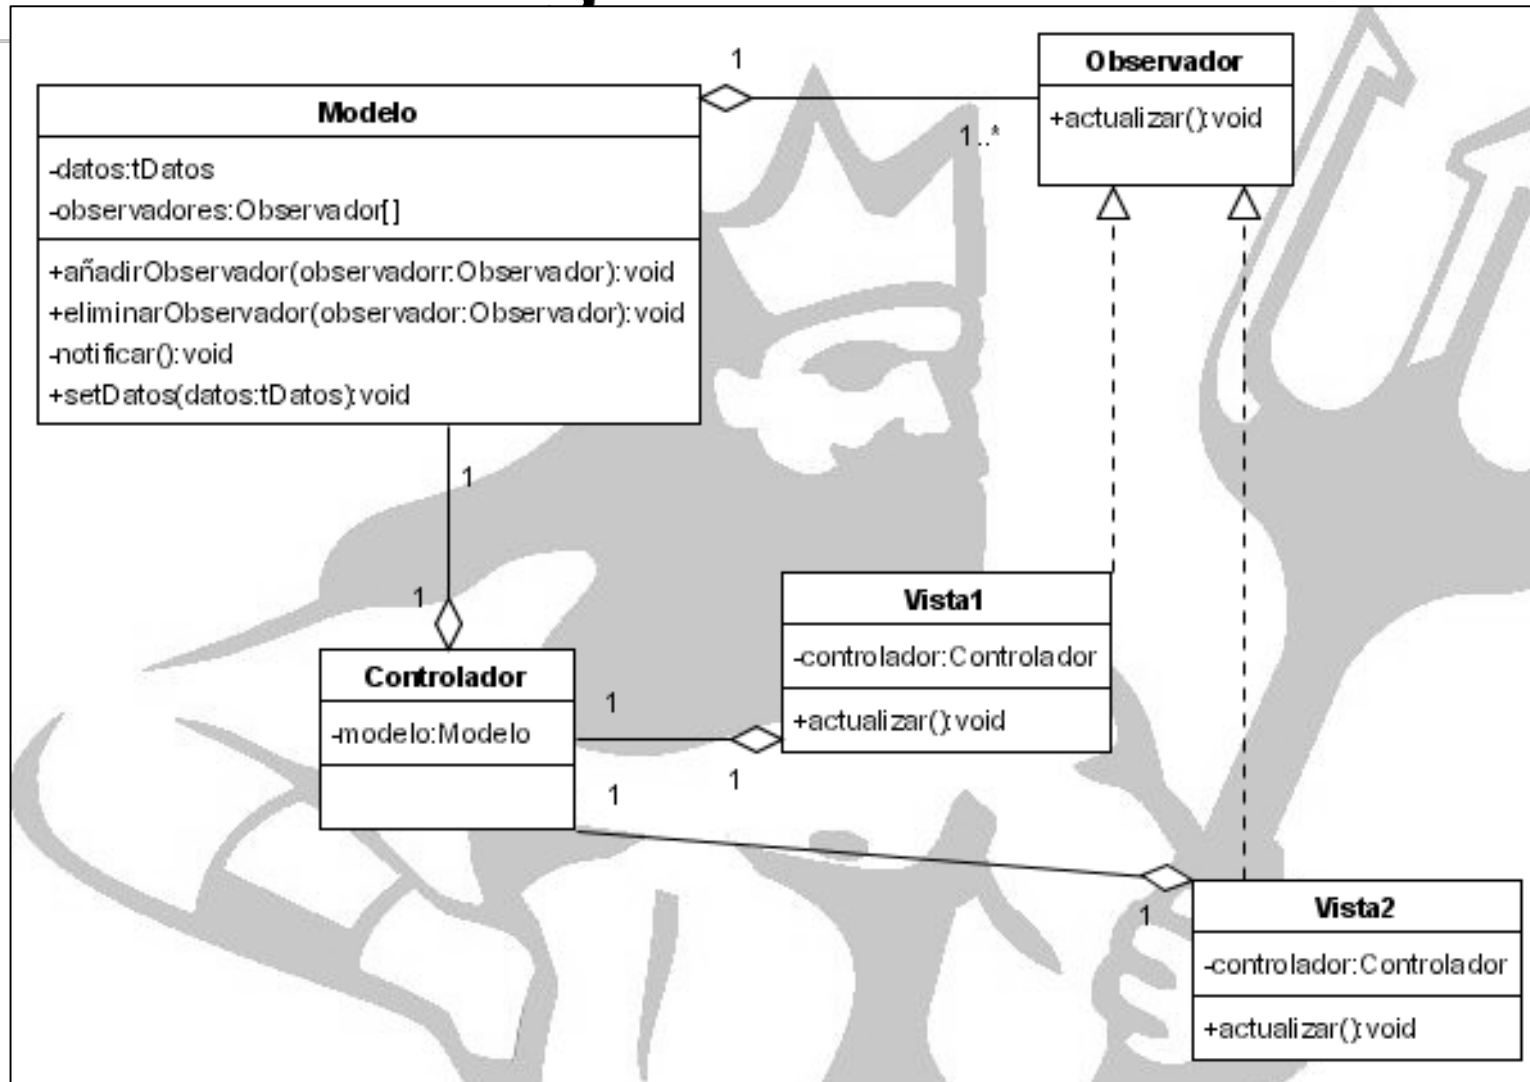 Modelo
-datos:tDatos
-observadores:Observador[]
+añadirObservador(observadorr:Observador):void
+eliminarObservador(observador:Observador):void
-notificar():void
+setDatos(datos:tDatos):void
1
1..*
Observador
+actualizar():void
1
1
Controlador
-modelo:Modelo
1
1
Vista1
-controlador:Controlador
+actualizar():void
1
1
Vista2
-controlador:Controlador
+actualizar():void